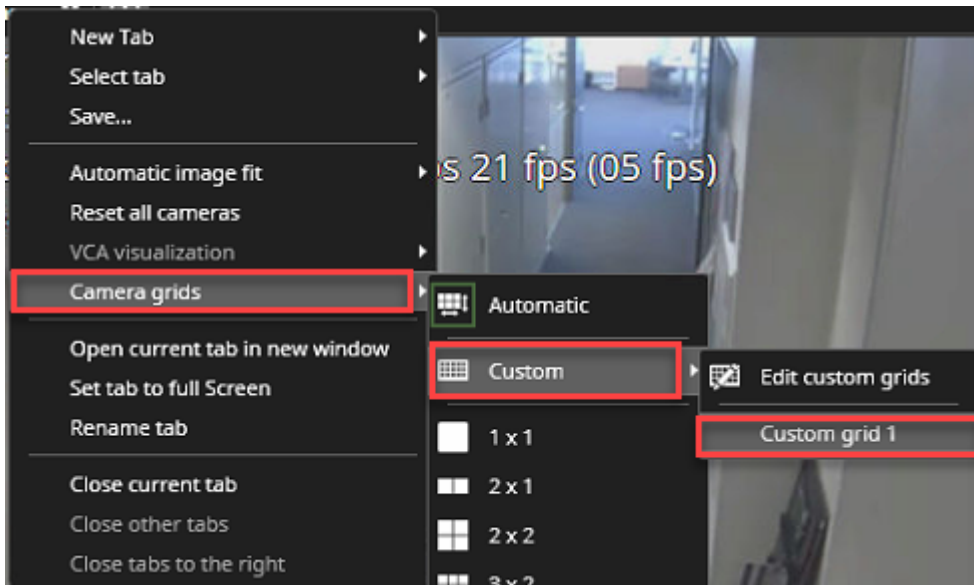 New Tab
Select tab
Save...
s 21 fps (05 fps)
Automatic image fit
Reset all cameras
VCA visualization
Camera grids
Automatic
Open current tab in new window
Custom
Edit custom grids
Set tab to full Screen
Rename tab
1 x 1
Custom grid 1
Close current tab
2 x 1
Close other tabs
2 x 2
Close tabs to the right
3 x 2